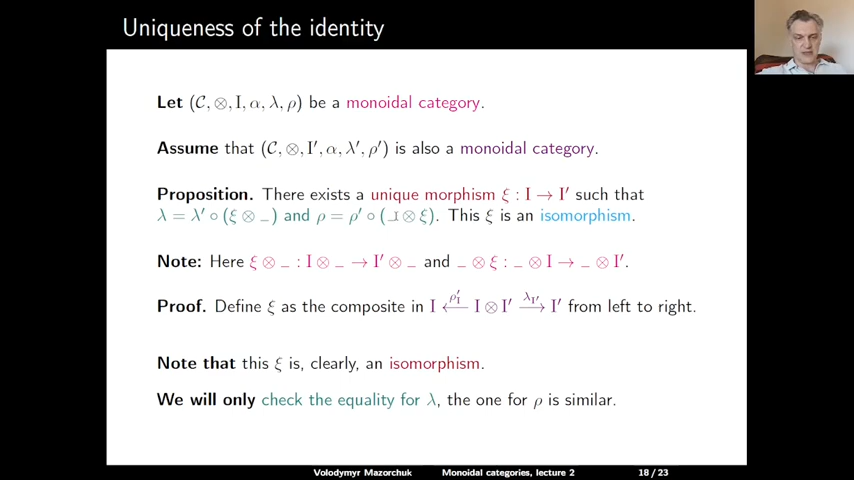 Uniqueness of the identity
Let (𝒞, ⊗, I, α, λ, ρ) be a monoidal category.
Assume that (𝒞, ⊗, I′, α, λ′, ρ′) is also a monoidal category.
Proposition. There exists a unique morphism ξ : I → I′ such that
λ = λ′ ∘ (ξ ⊗ _) and ρ = ρ′ ∘ (_ ⊗ ξ). This ξ is an isomorphism.
Note: Here ξ ⊗ _ : I ⊗ _ → I′ ⊗ _ and _ ⊗ ξ : _ ⊗ I → _ ⊗ I′.
Proof. Define ξ as the composite in I ←(ρ′_I) I ⊗ I′ →(λ_I′) I′ from left to right.
Note that this ξ is, clearly, an isomorphism.
We will only check the equality for λ, the one for ρ is similar.
Volodymyr Mazorchuk Monoidal categories, lecture 2 18/23